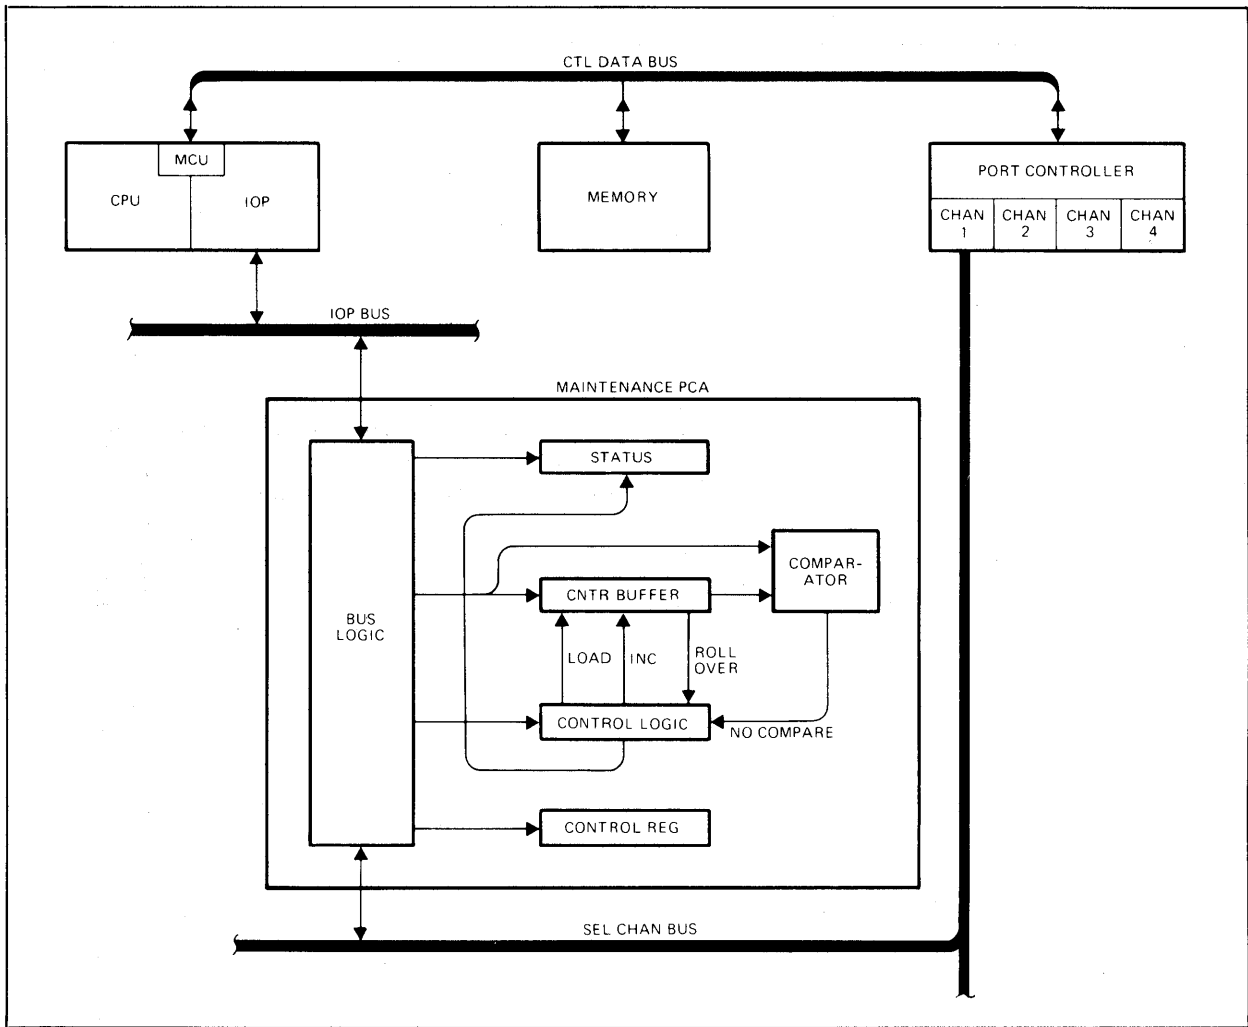 CTL DATA BUS
MCU
CPU
IOP
MEMORY
PORT CONTROLLER
CHAN
1
CHAN
2
CHAN
3
CHAN
4
IOP BUS
MAINTENANCE PCA
BUS
LOGIC
STATUS
COMPAR-
ATOR
CNTR BUFFER
LOAD
INC
ROLL
OVER
CONTROL LOGIC
NO COMPARE
CONTROL REG
SEL CHAN BUS